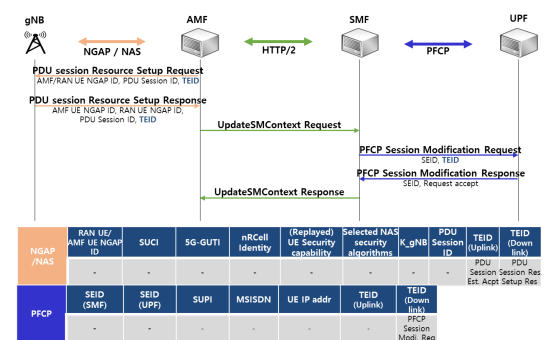 gNB
AMF
SMF
UPF
NGAP / NAS
HTTP/2
PFCP
PDU session Resource Setup Request
AMF/RAN UE NGAP ID, PDU Session ID, TEID
PDU session Resource Setup Response
AMF UE NGAP ID, RAN UE NGAP ID,
PDU Session ID, TEID
UpdateSMContext Request
PFCP Session Modification Request
SEID, TEID
PFCP Session Modification Response
SEID, Request accept
UpdateSMContext Response
NGAP
/NAS
RAN UE/
AMF UE NGAP
ID
SUCI
5G-GUTI
nRCell
Identity
(Replayed)
UE Security
capability
Selected NAS
security
algorithms
K_gNB
PDU
Session
ID
TEID
(Uplink)
TEID
(Down
link)
-
-
-
-
-
-
-
-
PDU
Session
Est. Acpt
PDU
Session Res.
Setup Res
PFCP
SEID
(SMF)
SEID
(UPF)
SUPI
MSISDN
UE IP addr
TEID
(Uplink)
TEID
(Down
link)
-
-
-
-
-
-
PFCP
Session
Modi. Req